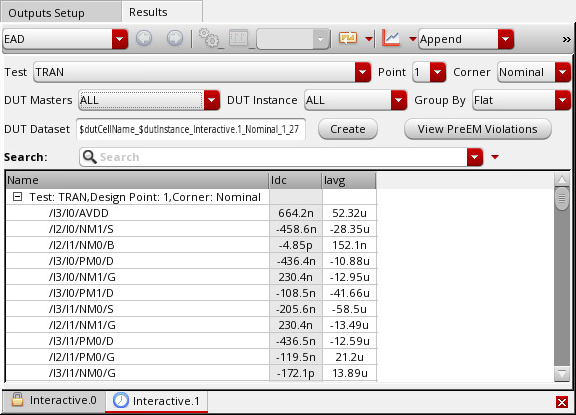 Outputs Setup Results
EAD Append »
Test TRAN Point 1 Corner Nominal
DUT Masters ALL DUT Instance ALL Group By Flat
DUT Dataset $dutCellName_$dutInstance_Interactive.1_Nominal_1_27 Create View PreEM Violations
Search: Search
Name Idc Iavg
Test: TRAN,Design Point: 1,Corner: Nominal
/I3/I0/AVDD 664.2n 52.32u
/I2/I0/NM1/S -458.6n -28.35u
/I2/I1/NM0/B -4.85p 152.1n
/I3/I0/PM0/D -436.4n -10.88u
/I3/I0/NM1/G 230.4n -12.95u
/I3/I0/PM1/D -108.5n -41.66u
/I3/I1/NM0/S -205.6n -58.5u
/I2/I1/NM1/G 230.4n -13.49u
/I3/I1/PM0/D -436.5n -12.59u
/I2/I1/PM0/G -119.5n 21.2u
/I3/I1/NM0/G -172.1p 13.89u
Interactive.0 Interactive.1